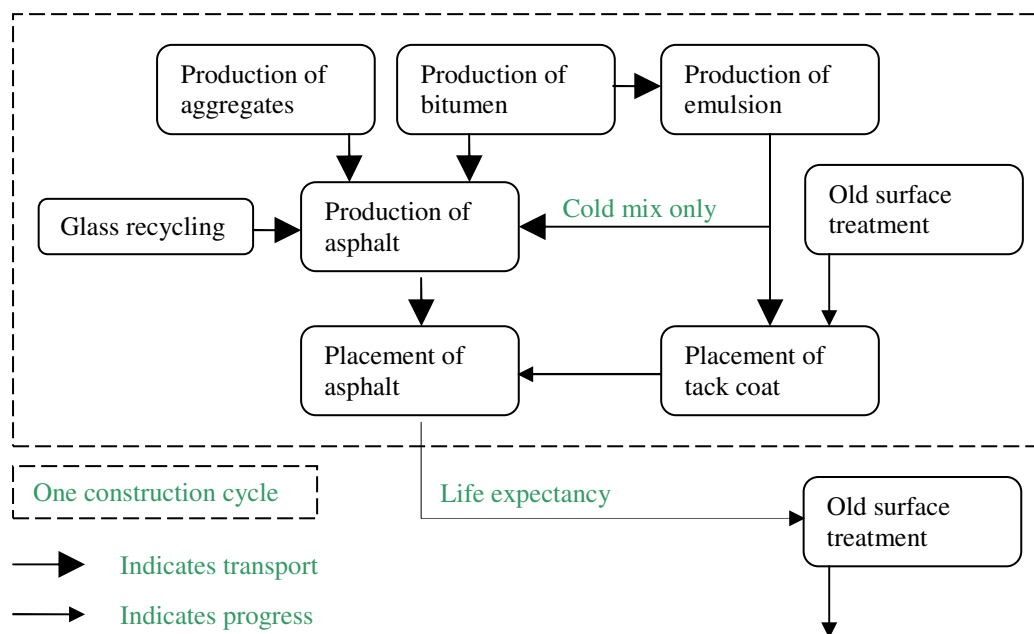 Production of
aggregates
Production of
bitumen
Production of
emulsion
Glass recycling
Production of
asphalt
Cold mix only
Old surface
treatment
Placement of
asphalt
Placement of
tack coat
One construction cycle
Life expectancy
Old surface
treatment
Indicates transport
Indicates progress